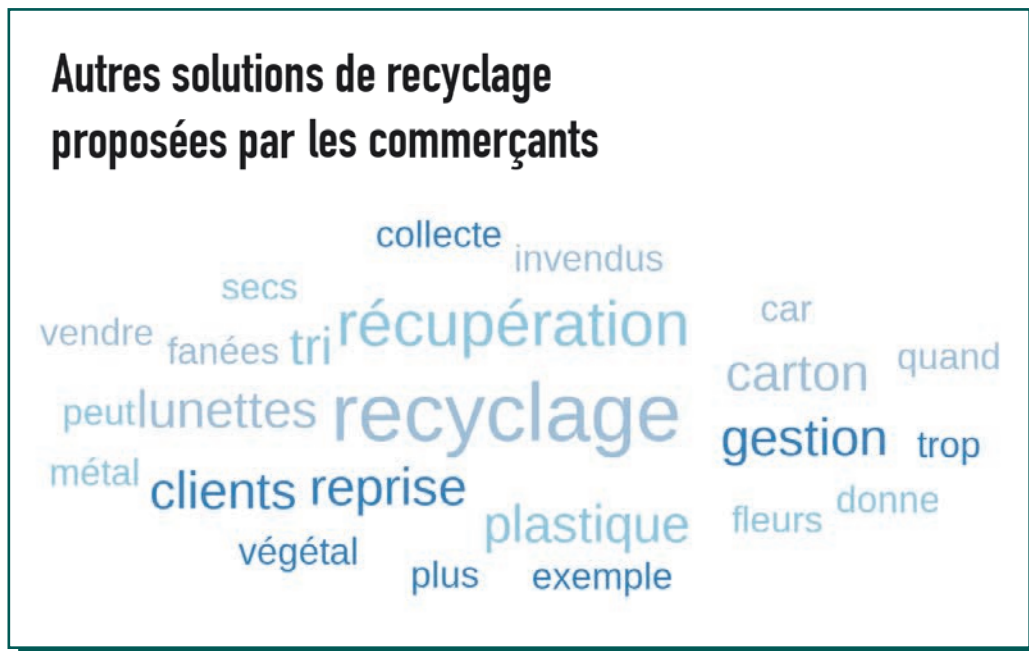 Autres solutions de recyclage
proposées par les commerçants
collecte
invendus
secs
récupération
car
vendre
fanées
tri
quand
carton
peut
lunettes
recyclage
gestion
trop
métal
clients
reprise
donne
plastique
fleurs
végétal
plus
exemple